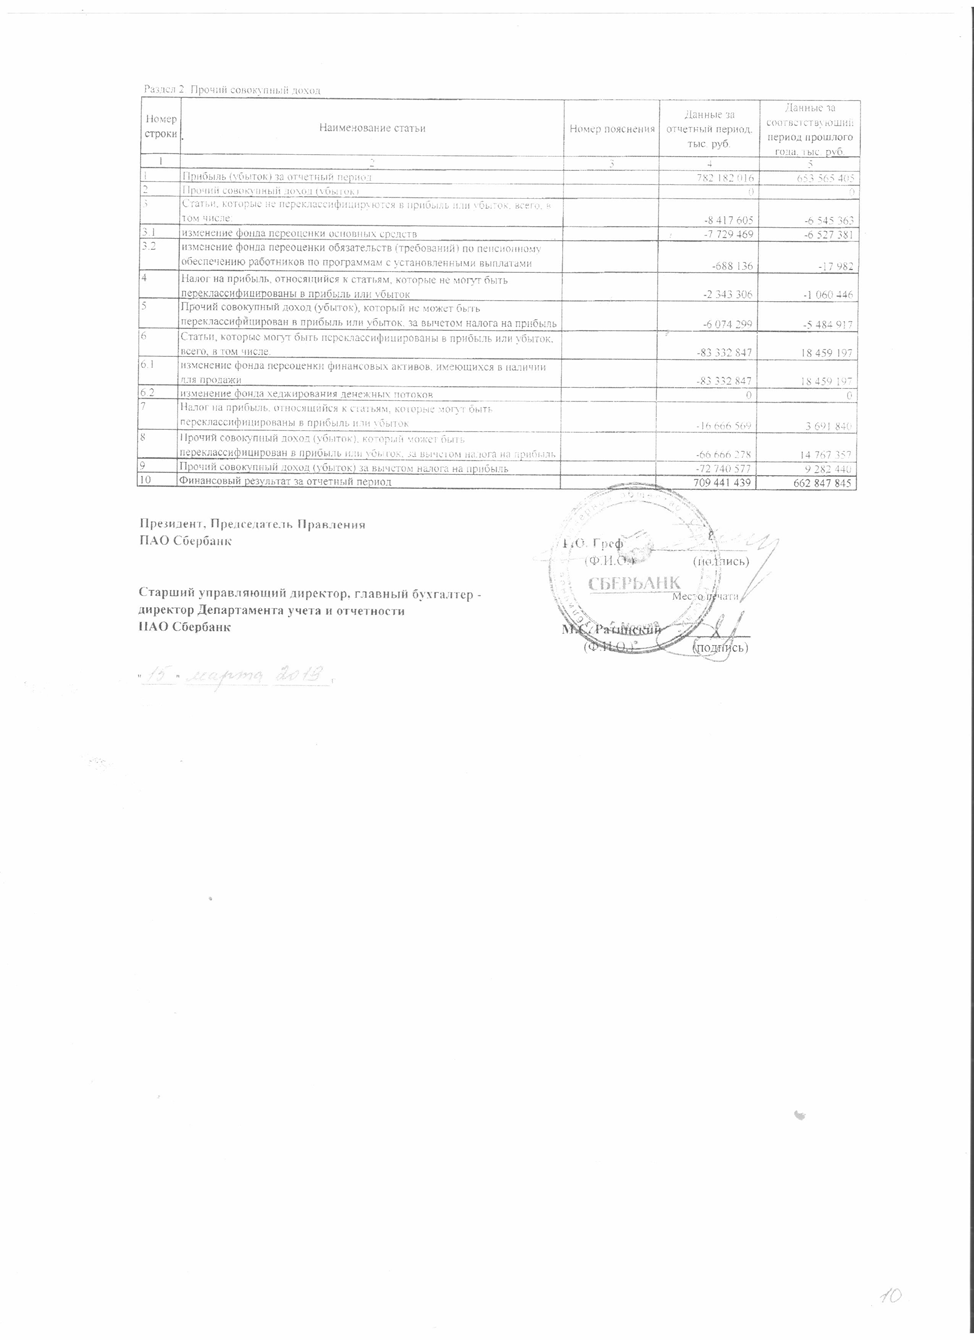 Раздел 2. Прочий совокупный доход
Номер строки
Наименование статьи
Номер пояснения
Данные за отчетный период, тыс. руб.
Данные за соответствующий период прошлого года, тыс. руб.
1 2 3 4 5
1 Прибыль (убыток) за отчетный период 782 182 016 653 565 405
2 Прочий совокупный доход (убыток) 0 0
3 Статьи, которые не переклассифицируются в прибыль или убыток, всего, в
том числе: -8 417 605 -6 545 363
3.1 изменение фонда переоценки основных средств -7 729 469 -6 527 381
3.2 изменение фонда переоценки обязательств (требований) по пенсионному
обеспечению работников по программам с установленными выплатами -688 136 -17 982
4 Налог на прибыль, относящийся к статьям, которые не могут быть
переклассифицированы в прибыль или убыток -2 343 306 -1 060 446
5 Прочий совокупный доход (убыток), который не может быть
переклассифицирован в прибыль или убыток, за вычетом налога на прибыль -6 074 299 -5 484 917
6 Статьи, которые могут быть переклассифицированы в прибыль или убыток,
всего, в том числе: -83 332 847 18 459 197
6.1 изменение фонда переоценки финансовых активов, имеющихся в наличии
для продажи -83 332 847 18 459 197
6.2 изменение фонда хеджирования денежных потоков 0 0
7 Налог на прибыль, относящийся к статьям, которые могут быть
переклассифицированы в прибыль или убыток -16 666 569 3 691 840
8 Прочий совокупный доход (убыток), который может быть
переклассифицирован в прибыль или убыток, за вычетом налога на прибыль -66 666 278 14 767 357
9 Прочий совокупный доход (убыток) за вычетом налога на прибыль -72 740 577 9 282 440
10 Финансовый результат за отчетный период 709 441 439 662 847 845
Президент, Председатель Правления
ПАО Сбербанк
Г.О. Греф
(Ф.И.О.) (подпись)
СБЕРБАНК
Место печати
Старший управляющий директор, главный бухгалтер -
директор Департамента учета и отчетности
ПАО Сбербанк
М.С. Ратинский
(Ф.И.О.) (подпись)
" 15 " марта 2019 г.
10